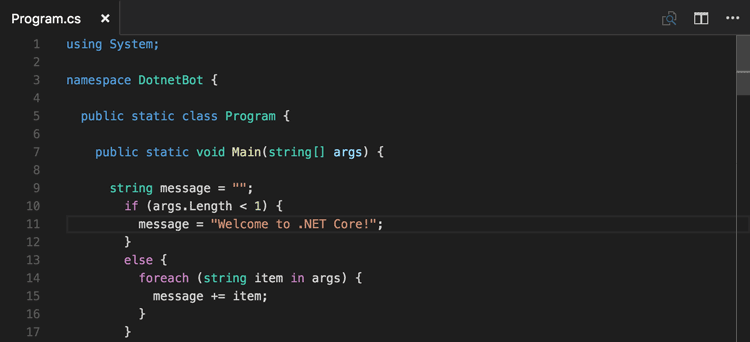 Program.cs ×
1 using System;
2
3 namespace DotnetBot {
4
5   public static class Program {
6
7     public static void Main(string[] args) {
8
9       string message = "";
10         if (args.Length < 1) {
11           message = "Welcome to .NET Core!";
12         }
13         else {
14           foreach (string item in args) {
15             message += item;
16           }
17         }